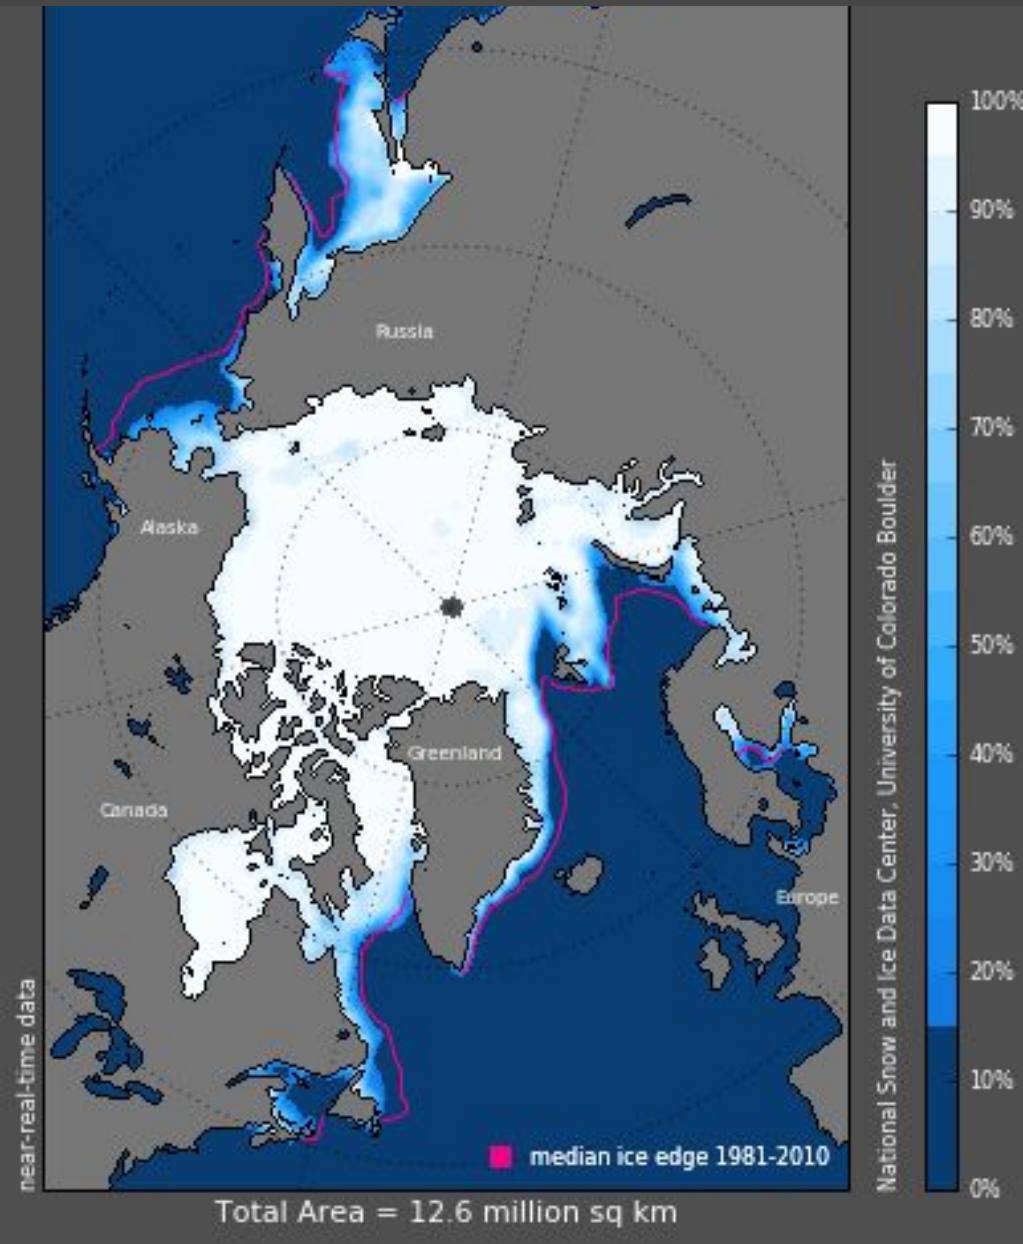 100%
90%
80%
70%
60%
50%
40%
30%
20%
10%
0%
Russia
Alaska
Greenland
Canada
Europe
near-real-time data
National Snow and Ice Data Center, University of Colorado Boulder
median ice edge 1981-2010
Total Area = 12.6 million sq km